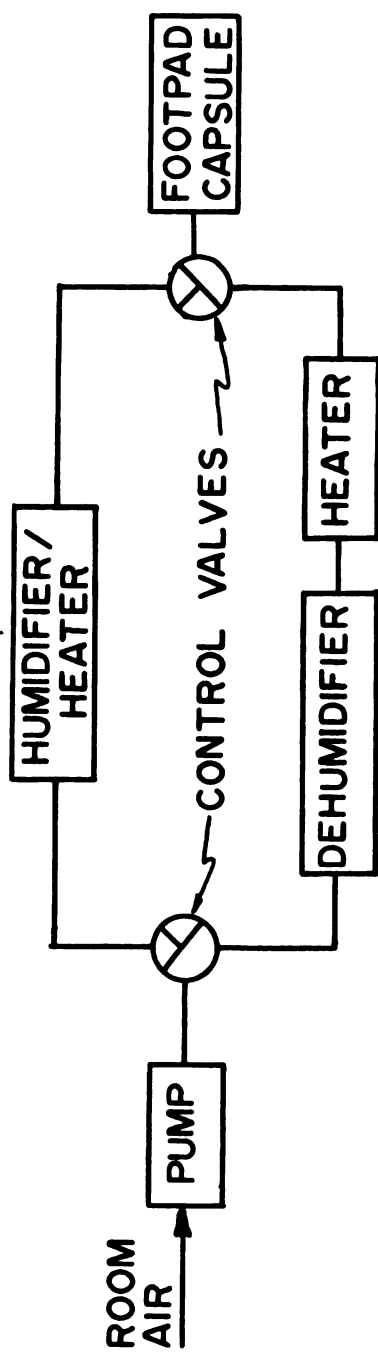 ROOM
AIR
PUMP
HUMIDIFIER/
HEATER
CONTROL VALVES
DEHUMIDIFIER
HEATER
FOOTPAD
CAPSULE